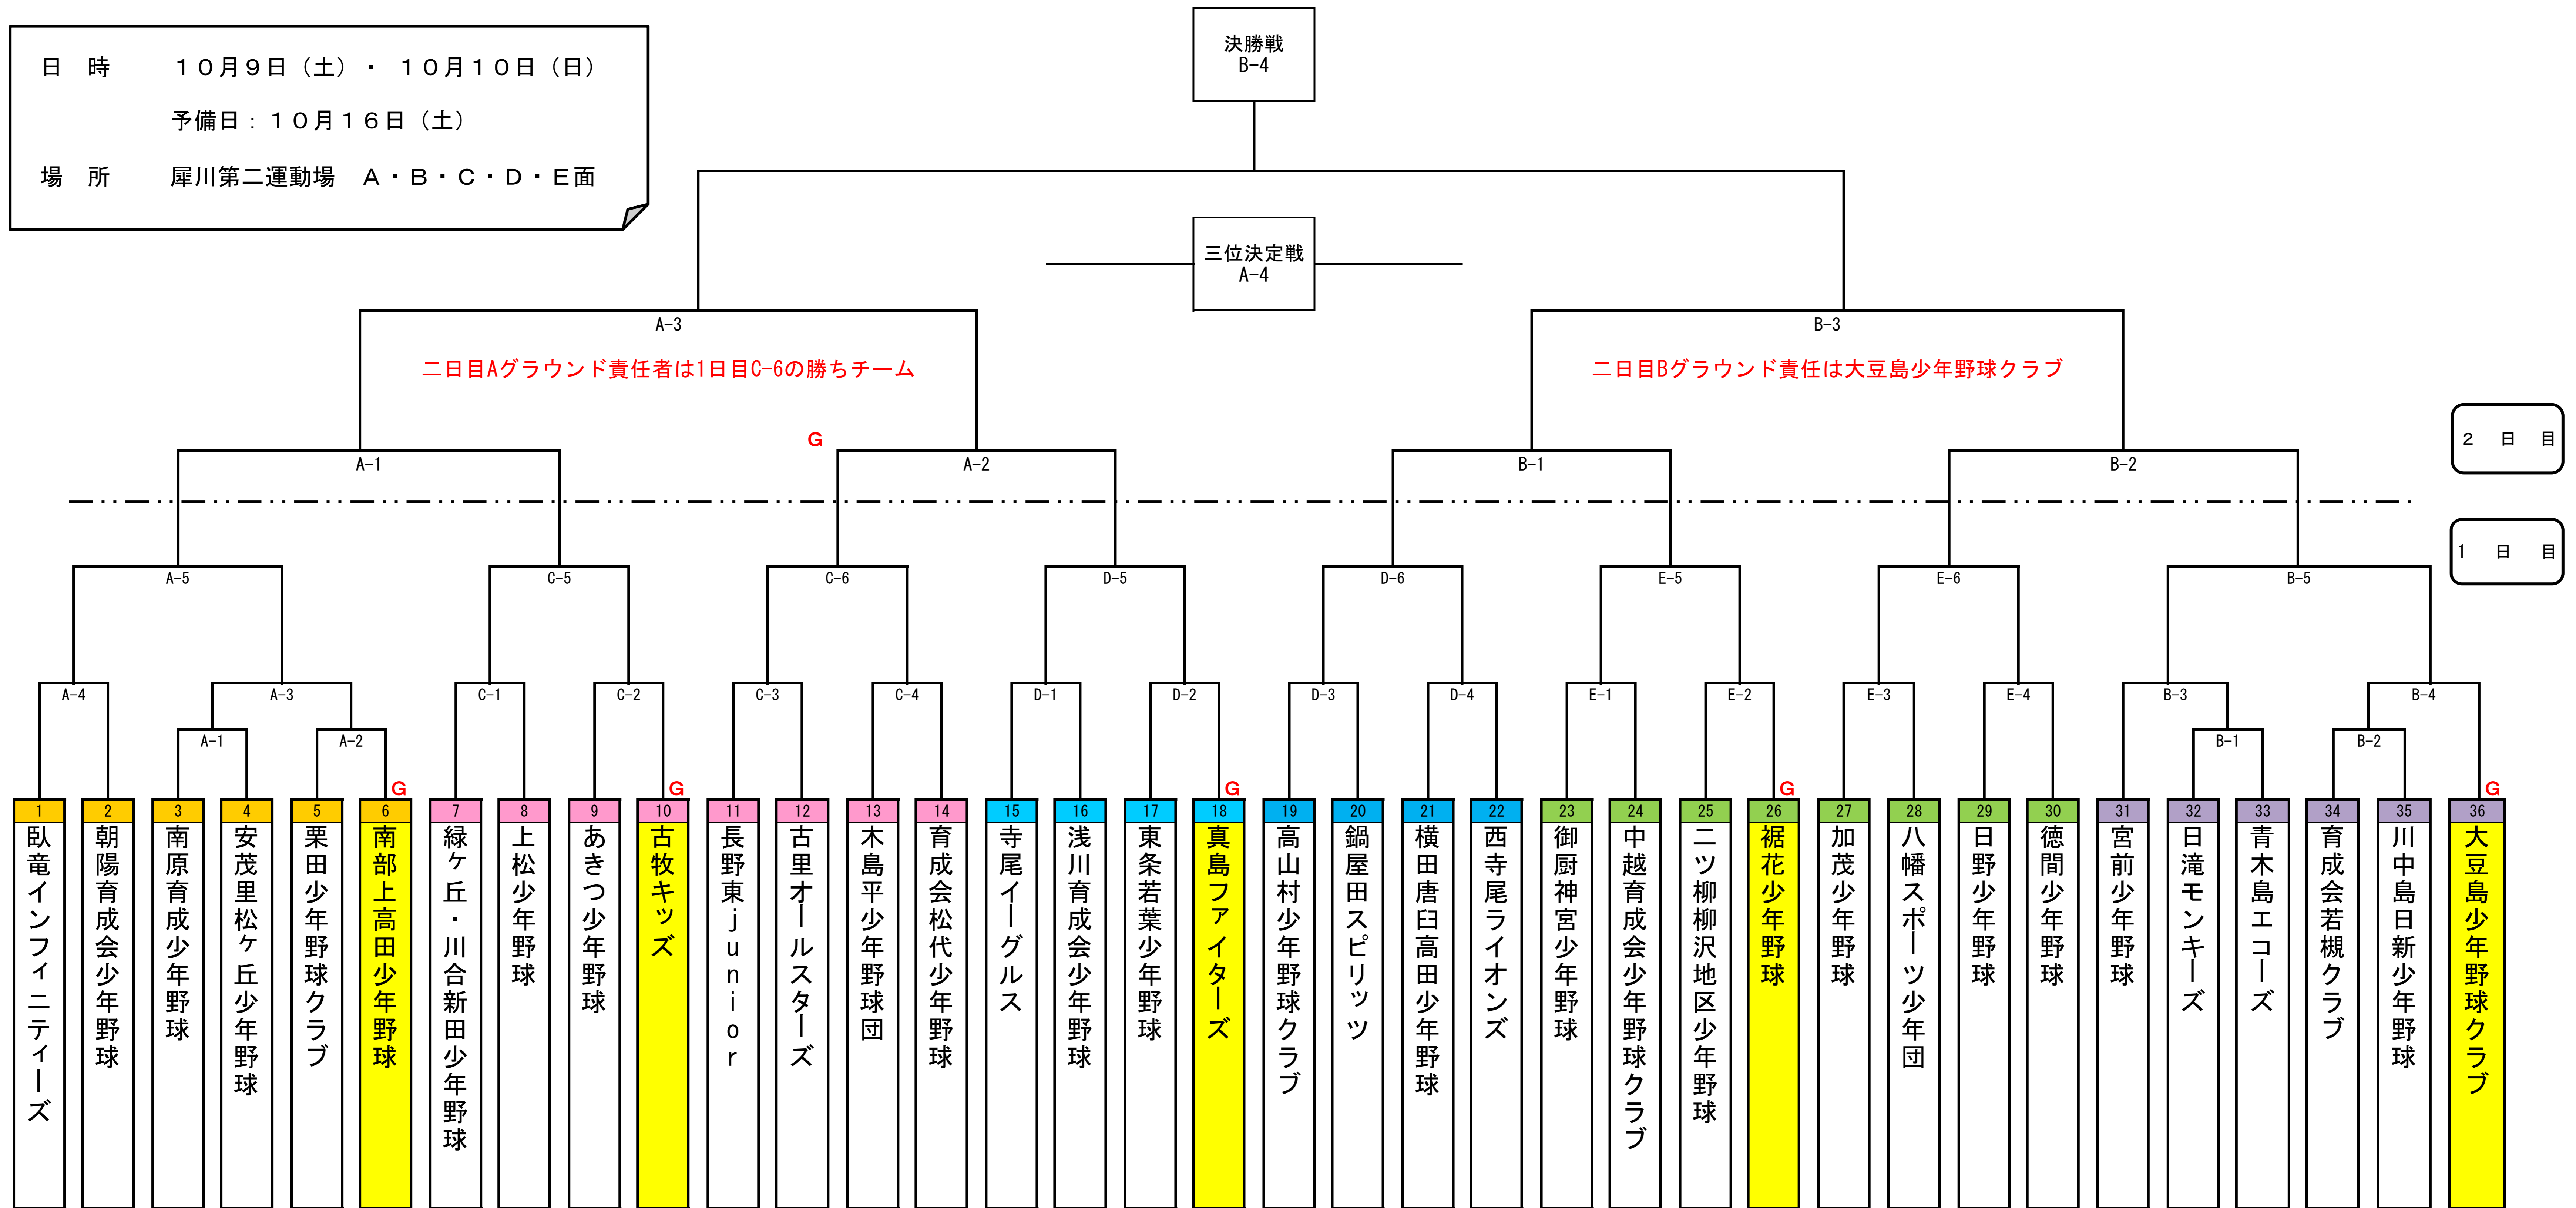 日　時　　１０月９日（土）・　１０月１０日（日）
予備日：１０月１６日（土）
場　所　　犀川第二運動場　Ａ・Ｂ・Ｃ・Ｄ・Ｅ面
決勝戦
B-4
三位決定戦
A-4
A-3
B-3
二日目Aグラウンド責任者は1日目C-6の勝ちチーム
二日目Bグラウンド責任は大豆島少年野球クラブ
２　日　目
G
A-1
A-2
B-1
B-2
１　日　目
A-5
C-5
C-6
D-5
D-6
E-5
E-6
B-5
A-4
A-3
C-1
C-2
C-3
C-4
D-1
D-2
D-3
D-4
E-1
E-2
E-3
E-4
B-3
B-4
A-1
A-2
B-1
B-2
G
G
G
G
G
1
臥竜インフィニティーズ
2
朝陽育成会少年野球
3
南原育成少年野球
4
安茂里松ヶ丘少年野球
5
栗田少年野球クラブ
6
南部上高田少年野球
7
緑ヶ丘・川合新田少年野球
8
上松少年野球
9
あきつ少年野球
10
古牧キッズ
11
長野東junior
12
古里オールスターズ
13
木島平少年野球団
14
育成会松代少年野球
15
寺尾イーグルス
16
浅川育成会少年野球
17
東条若葉少年野球
18
真島ファイターズ
19
高山村少年野球クラブ
20
鍋屋田スピリッツ
21
横田唐臼高田少年野球
22
西寺尾ライオンズ
23
御厨神宮少年野球
24
中越育成会少年野球クラブ
25
二ツ柳柳沢地区少年野球
26
裾花少年野球
27
加茂少年野球
28
八幡スポーツ少年団
29
日野少年野球
30
徳間少年野球
31
宮前少年野球
32
日滝モンキーズ
33
青木島エコーズ
34
育成会若槻クラブ
35
川中島日新少年野球
36
大豆島少年野球クラブ